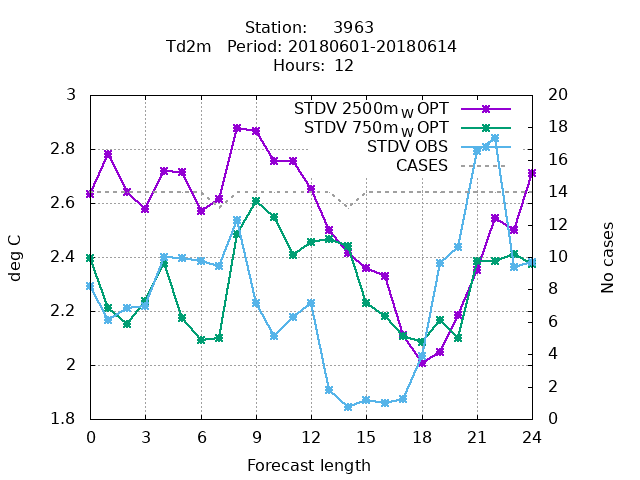 Station: 3963
Td2m Period: 20180601-20180614
Hours: 12
3
2.8
2.6
2.4
2.2
2
1.8
20
18
16
14
12
10
8
6
4
2
0
STDV 2500m W OPT
STDV 750m W OPT
STDV OBS
CASES
deg C
No cases
0 3 6 9 12 15 18 21 24
Forecast length